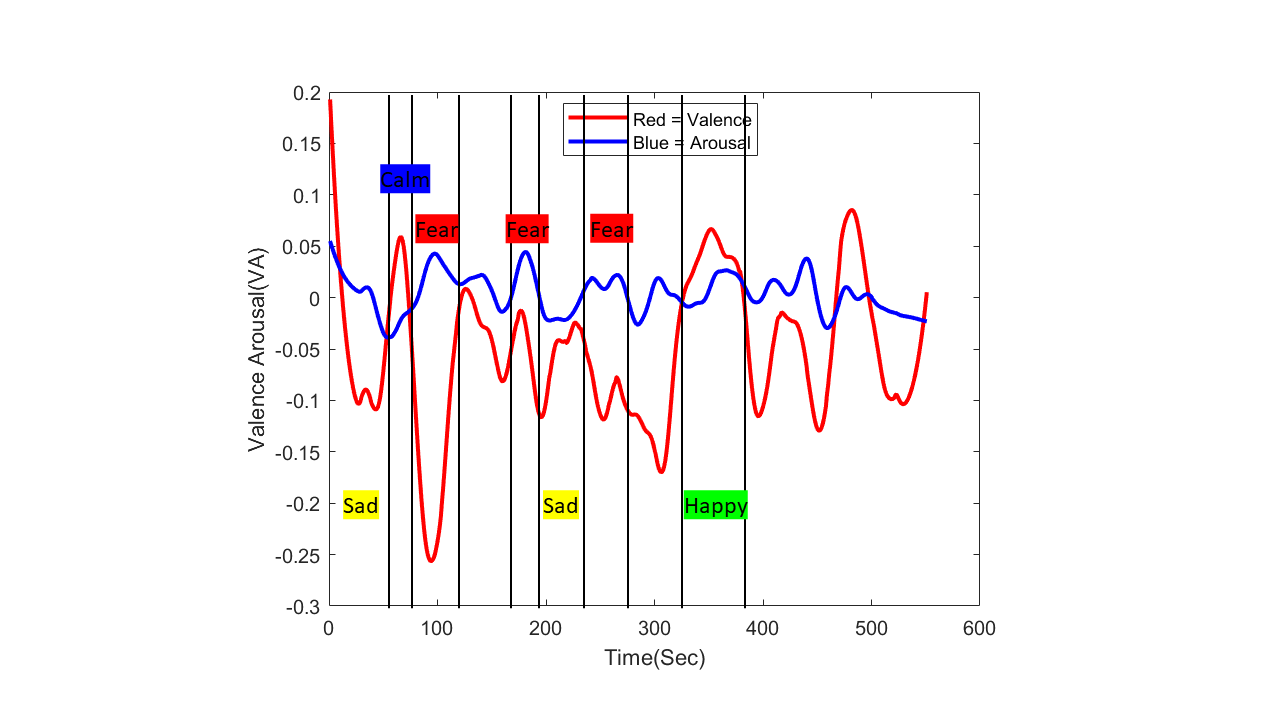 0.2
0.15
0.1
0.05
0
-0.05
-0.1
-0.15
-0.2
-0.25
-0.3
Valence Arousal(VA)
Red = Valence
Blue = Arousal
Calm
Fear
Fear
Fear
Sad
Sad
Happy
0
100
200
300
400
500
600
Time(Sec)